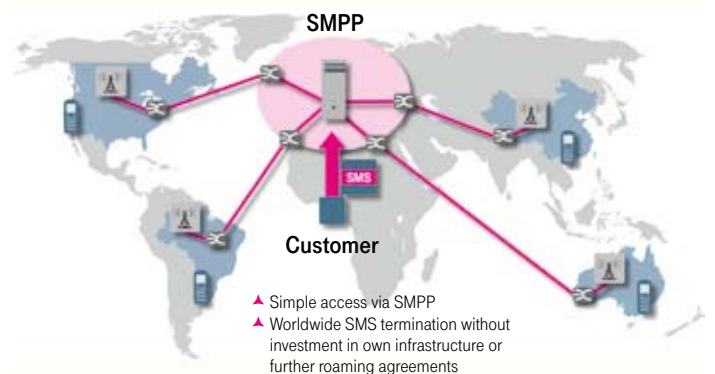 SMPP
SMS
Customer
Simple access via SMPP
Worldwide SMS termination without
investment in own infrastructure or
further roaming agreements